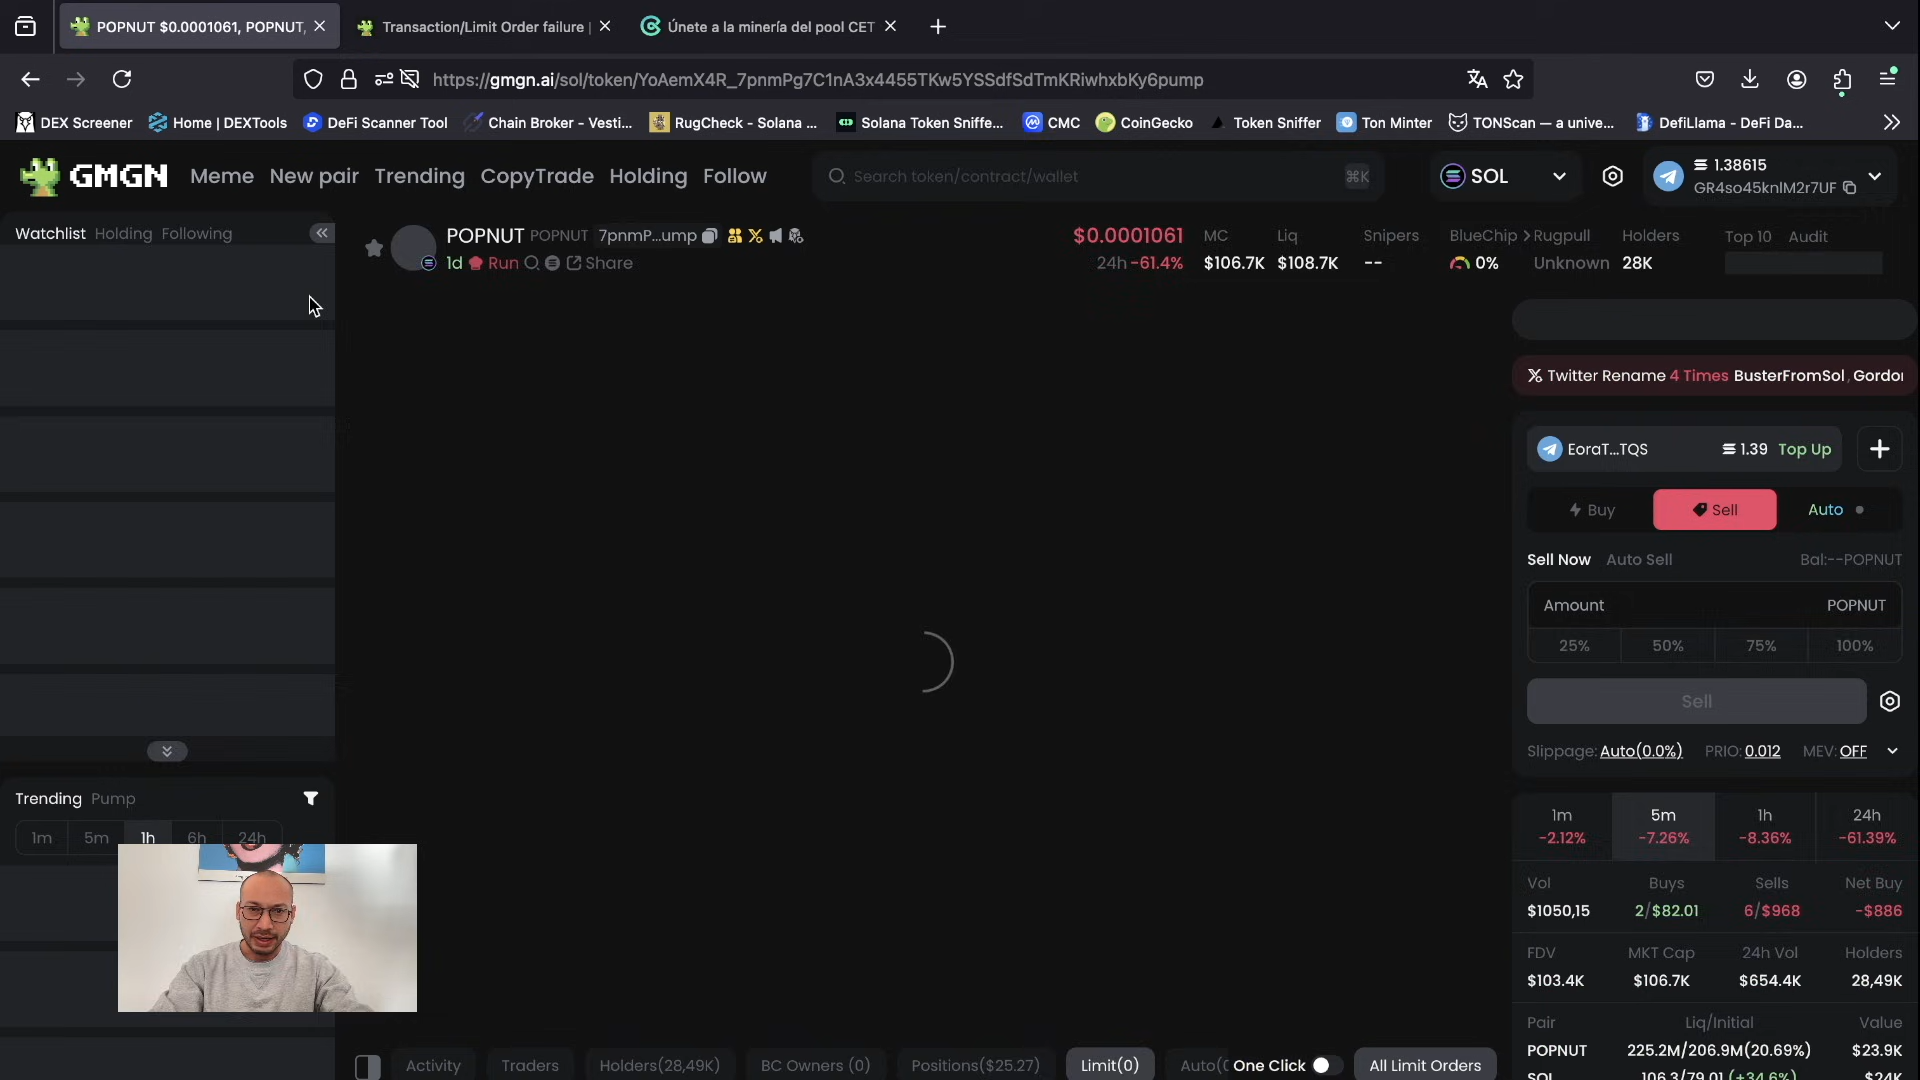 POPNUT $0.0001061, POPNUT,
Transaction/Limit Order failure |
Únete a la minería del pool CET
https://gmgn.ai/sol/token/YoAemX4R_7pnmPg7C1nA3x4455TKw5YSSdfSdTmKRiwhxbKy6pump
DEX Screener
Home | DEXTools
DeFi Scanner Tool
Chain Broker - Vesti...
RugCheck - Solana ...
Solana Token Sniffe...
CMC
CoinGecko
Token Sniffer
Ton Minter
TONScan — a unive...
DefiLlama - DeFi Da...
GMGN
Meme
New pair
Trending
CopyTrade
Holding
Follow
Search token/contract/wallet
⌘K
SOL
1.38615
GR4so45knlM2r7UF
Watchlist Holding Following
POPNUT POPNUT 7pnmP...ump
1d Run Share
$0.0001061
24h -61.4%
MC
$106.7K
Liq
$108.7K
Snipers
--
BlueChip
0%
Rugpull
Unknown
Holders
28K
Top 10 Audit
Twitter Rename 4 Times BusterFromSol, Gordo
EoraT...TQS 1.39 Top Up
Buy Sell Auto
Sell Now Auto Sell Bal:--POPNUT
Amount POPNUT
25% 50% 75% 100%
Sell
Slippage: Auto(0.0%) PRIO: 0.012 MEV: OFF
Trending Pump
1m 5m 1h 6h 24h
1m 5m 1h 24h
-2.12% -7.26% -8.36% -61.39%
Vol Buys Sells Net Buy
$1050,15 2/$82.01 6/$968 -$886
FDV MKT Cap 24h Vol Holders
$103.4K $106.7K $654.4K 28,49K
Pair Liq/Initial Value
POPNUT 225.2M/206.9M(20.69%) $23.9K
SOL 106.3/79.01 (+34.6%) $24K
Activity
Traders
Holders(28,49K)
BC Owners (0)
Positions($25.27)
Limit(0)
Auto(0
One Click
All Limit Orders